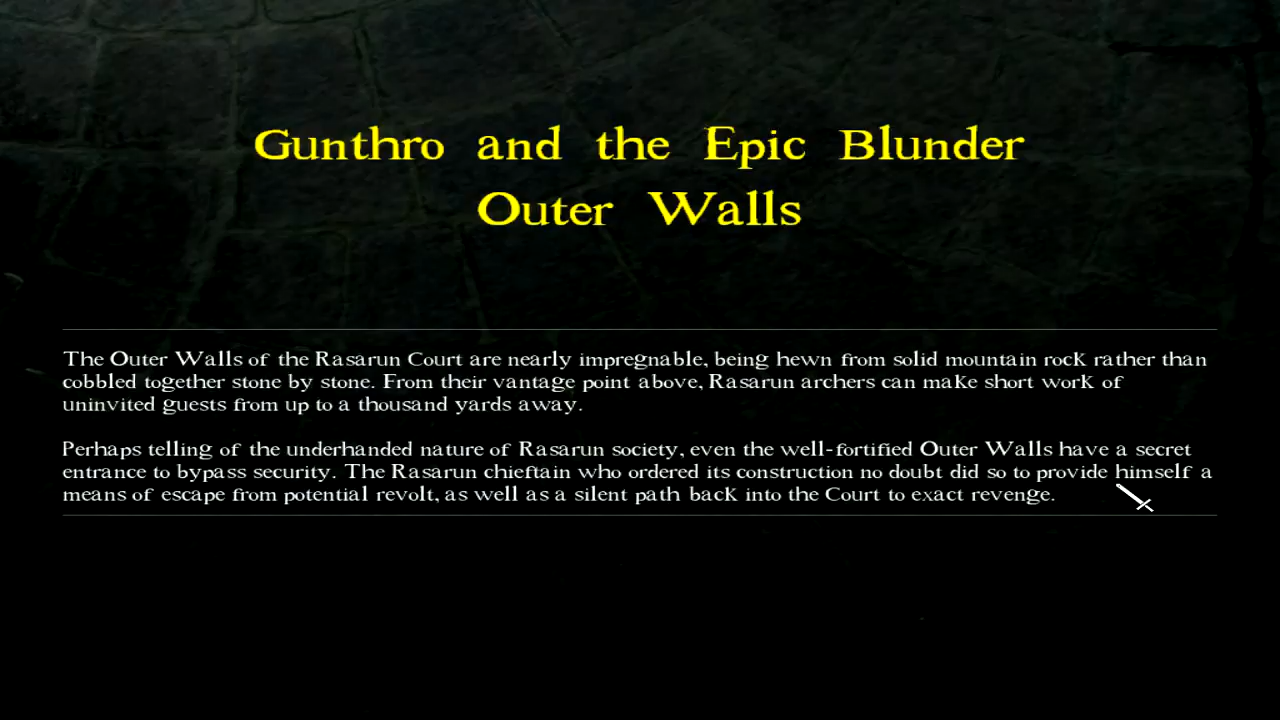 Gunthro and the Epic Blunder
Outer Walls
The Outer Walls of the Rasarun Court are nearly impregnable, being hewn from solid mountain rock rather than
cobbled together stone by stone. From their vantage point above, Rasarun archers can make short work of
uninvited guests from up to a thousand yards away.
Perhaps telling of the underhanded nature of Rasarun society, even the well-fortified Outer Walls have a secret
entrance to bypass security. The Rasarun chieftain who ordered its construction no doubt did so to provide himself a
means of escape from potential revolt, as well as a silent path back into the Court to exact revenge.